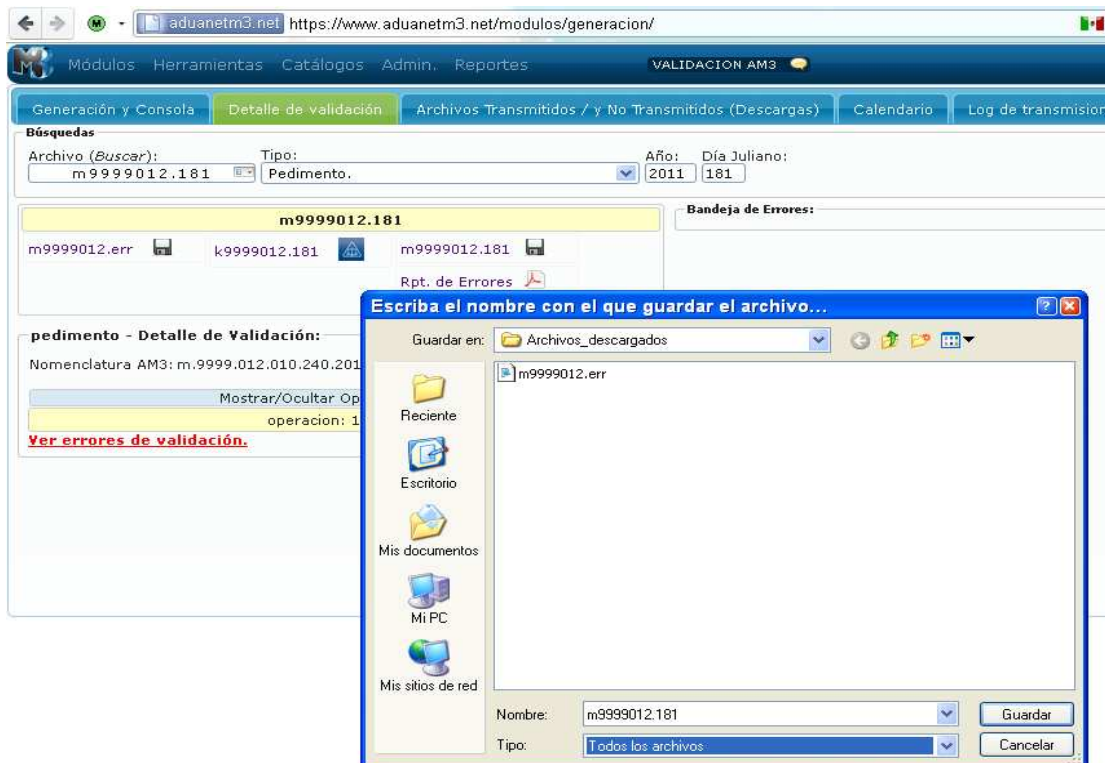 aduanetm3.net https://www.aduanetm3.net/modulos/generacion/
Módulos Herramientas Catálogos Admin. Reportes VALIDACION AM3
Generación y Consola Detalle de validación Archivos Transmitidos / y No Transmitidos (Descargas) Calendario Log de transmision
Búsquedas
Archivo (Buscar): Tipo: Año: Día Juliano:
m9999012.181 Pedimento. 2011 181
m9999012.181
Bandeja de Errores:
m9999012.err k9999012.181 m9999012.181
Rpt. de Errores
pedimento - Detalle de Validación:
Nomenclatura AM3: m.9999.012.010.240.201
Mostrar/Ocultar Op
operacion: 1
Ver errores de validación.
Escriba el nombre con el que guardar el archivo...
Guardar en: Archivos_descargados
m9999012.err
Reciente
Escritorio
Mis documentos
Mi PC
Mis sitios de red
Nombre: m9999012.181 Guardar
Tipo: Todos los archivos Cancelar